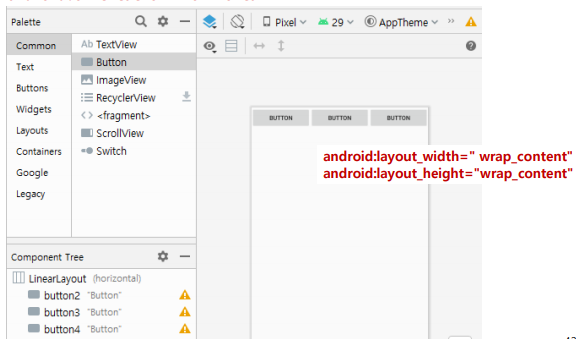 Palette
Pixel
29
AppTheme
Common
Text
Buttons
Widgets
Layouts
Containers
Google
Legacy
Ab TextView
Button
ImageView
RecyclerView
<fragment>
ScrollView
Switch
BUTTON BUTTON BUTTON
android:layout_width=" wrap_content"
android:layout_height="wrap_content"
Component Tree
LinearLayout (horizontal)
button2 "Button"
button3 "Button"
button4 "Button"